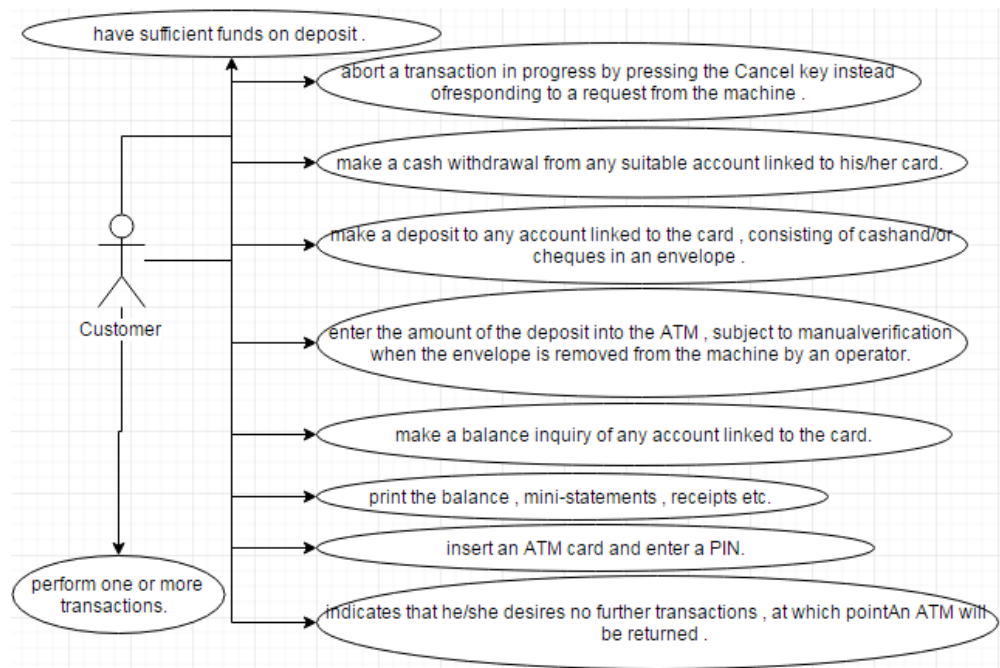 have sufficient funds on deposit .
abort a transaction in progress by pressing the Cancel key instead
ofresponding to a request from the machine .
make a cash withdrawal from any suitable account linked to his/her card.
make a deposit to any account linked to the card , consisting of cashand/or
cheques in an envelope .
Customer
enter the amount of the deposit into the ATM , subject to manualverification
when the envelope is removed from the machine by an operator.
make a balance inquiry of any account linked to the card.
print the balance , mini-statements , receipts etc.
insert an ATM card and enter a PIN.
perform one or more
transactions.
indicates that he/she desires no further transactions , at which pointAn ATM will
be returned .